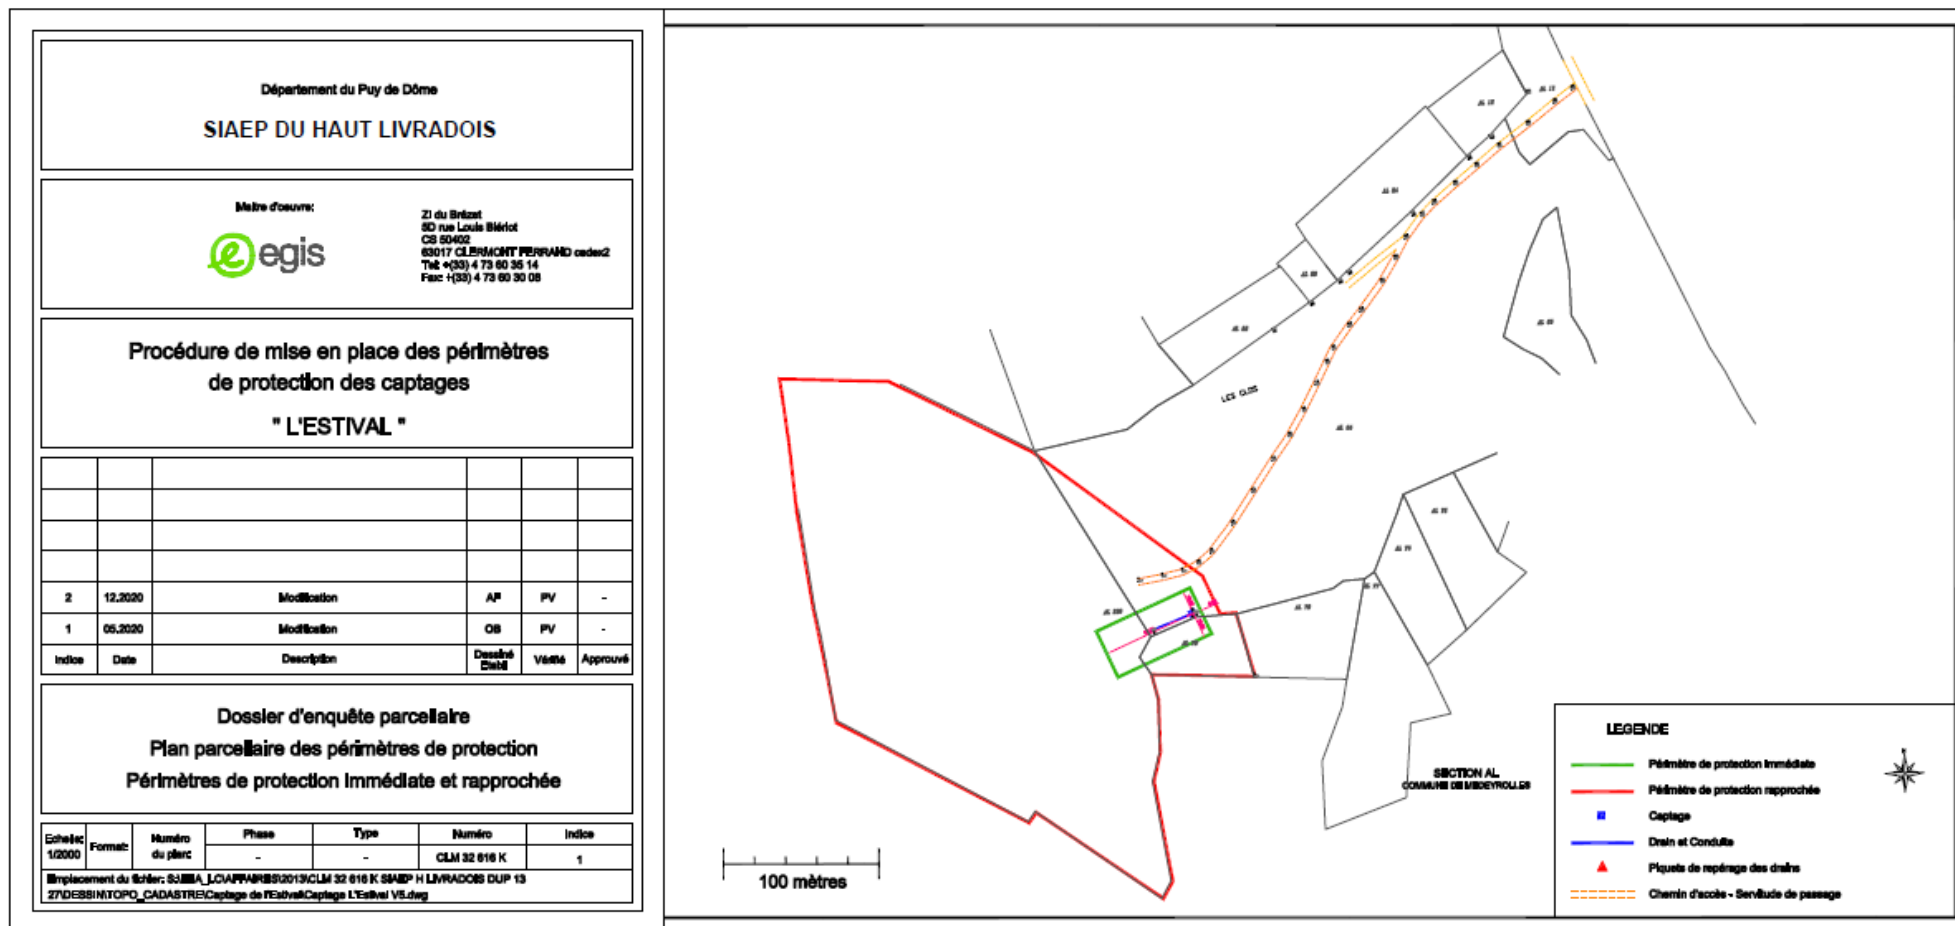 Département du Puy de Dôme
SIAEP DU HAUT LIVRADOIS
Maitre d'oeuvre:
egis
ZI du Brézet
5D rue Louis Blériot
CS 50402
63017 CLERMONT FERRAND cedex2
Tel: +(33) 4 73 60 35 14
Fax: +(33) 4 73 60 30 08
Procédure de mise en place des périmètres
de protection des captages
" L'ESTIVAL "
2 12.2020 Modification AP PV -
1 05.2020 Modification OB PV -
Indice Date Description Dessiné Etabli Vérifié Approuvé
Dossier d'enquête parcellaire
Plan parcellaire des périmètres de protection
Périmètres de protection immédiate et rapprochée
Echelle: 1/2000 Format: Numéro du plan: Phase Type Numéro Indice
- - CLM 32 616 K 1
27\DESSIN\TOPO_CADASTRE\Captage de l'Estival\Captage L'Estival V5.dwg
LES CLOS
SECTION AL
COMMUNE DE MEDEYROLLES
100 mètres
LEGENDE
Périmètre de protection immédiate
Périmètre de protection rapprochée
Captage
Drain et Conduite
Piquets de repérage des drains
Chemin d'accès - Servitude de passage